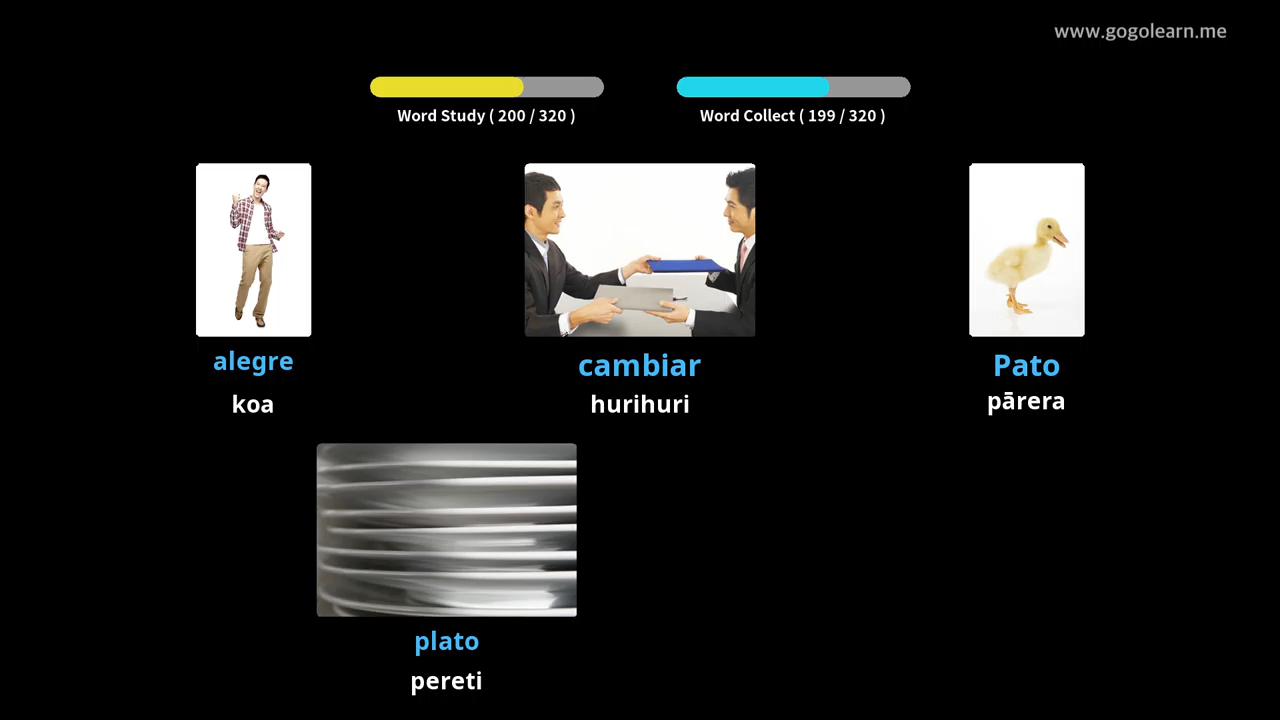 www.gogolearn.me
Word Study ( 200 / 320 )
Word Collect ( 199 / 320 )
alegre
koa
cambiar
hurihuri
Pato
pārera
plato
pereti